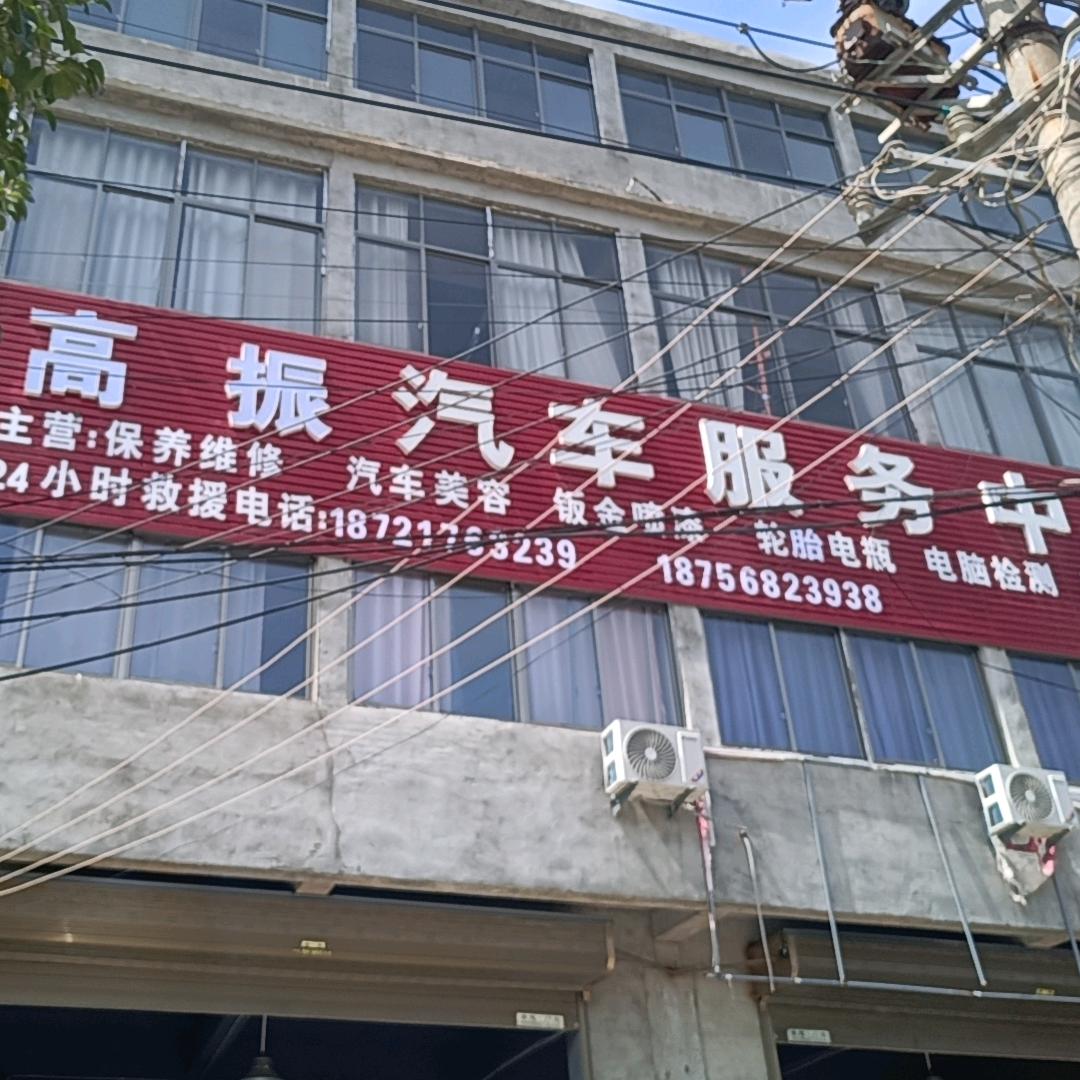 高振汽车服务中
主营:保养维修 汽车美容 钣金喷漆 轮胎电瓶 电脑检测
24小时救援电话:18721763239 18756823938